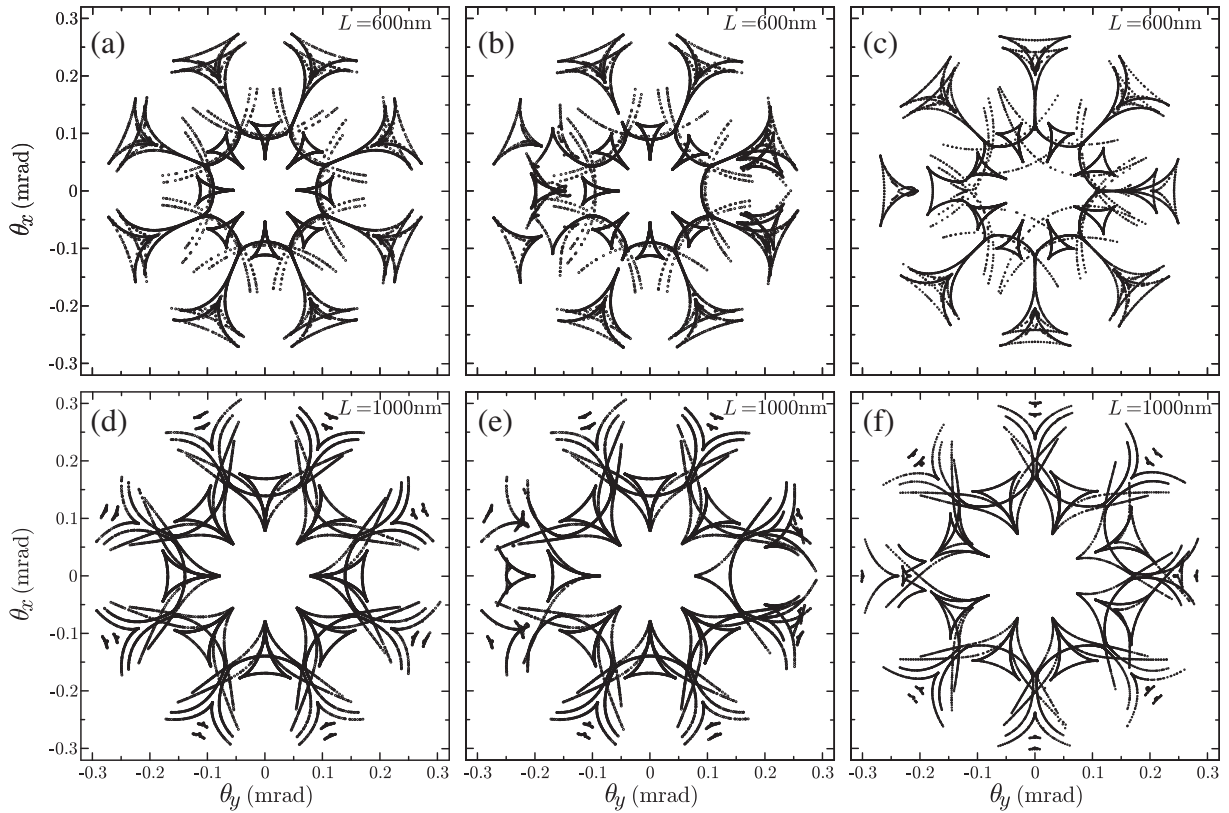 L=600nm L=600nm L=600nm
(a) (b) (c)
0.3
0.2
0.1
0
-0.1
-0.2
-0.3
θx (mrad)
L=1000nm L=1000nm L=1000nm
(d) (e) (f)
0.3
0.2
0.1
0
-0.1
-0.2
-0.3
θx (mrad)
-0.3 -0.2 -0.1 0 0.1 0.2 0.3 -0.3 -0.2 -0.1 0 0.1 0.2 0.3 -0.3 -0.2 -0.1 0 0.1 0.2 0.3
θy (mrad) θy (mrad) θy (mrad)